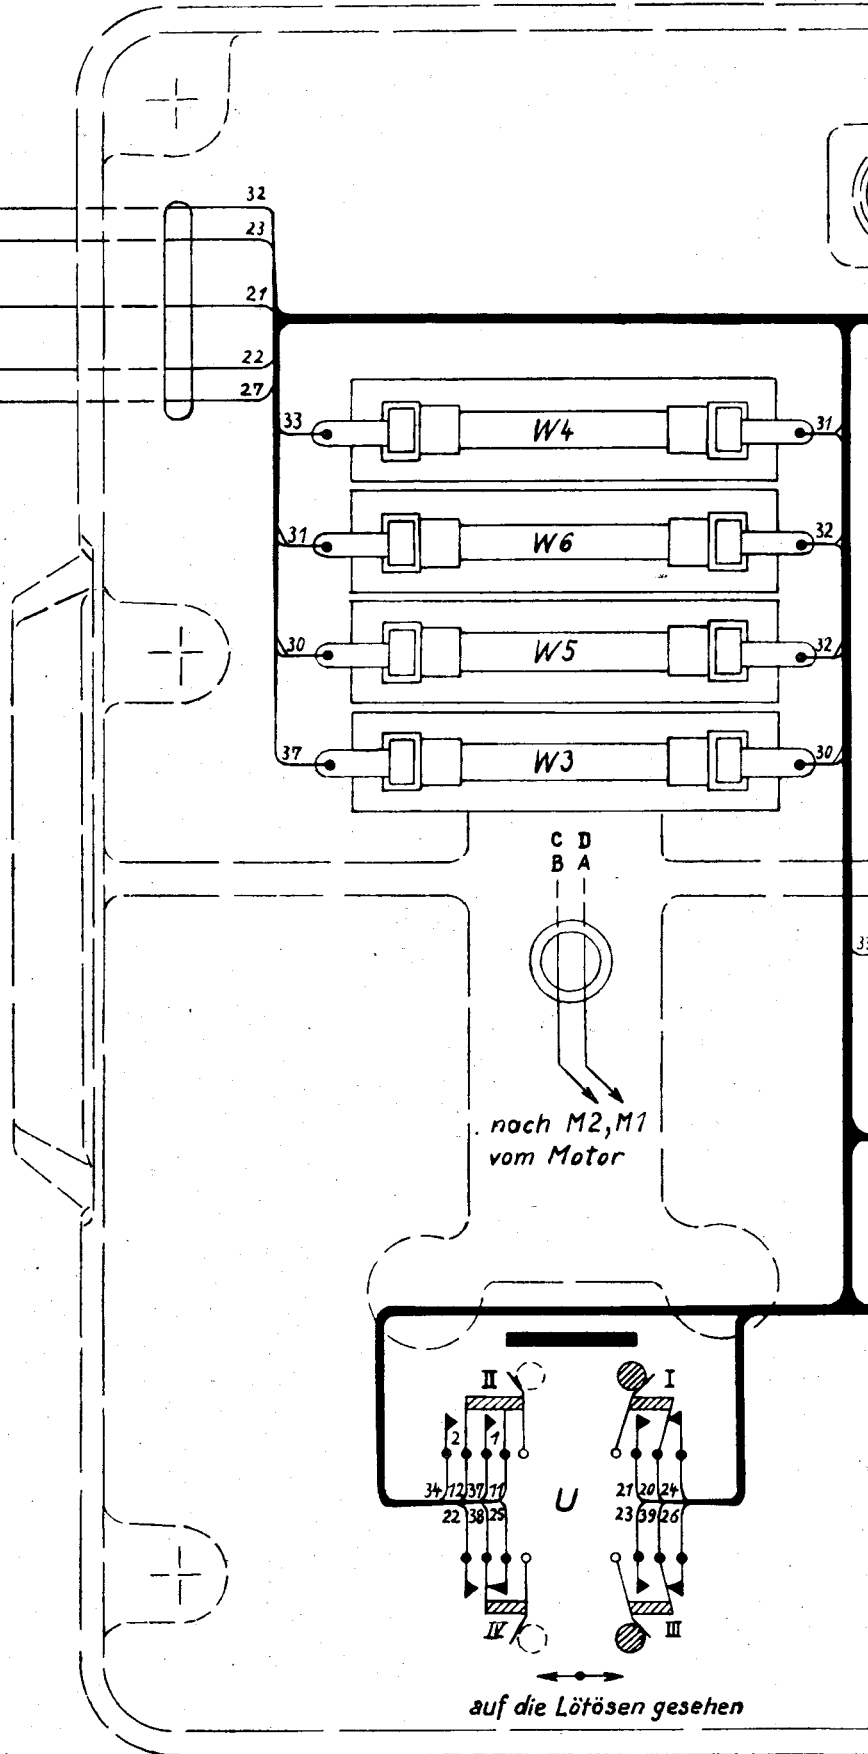 32
23
21
22
27
33 W4 31
31 W6 32
30 W5 32
37 W3 30
C D
B A
33
nach M2, M1
vom Motor
II I
2 1
34 12 37 11 U 21 20 24
22 38 25 23 39 26
IV III
auf die Lötösen gesehen